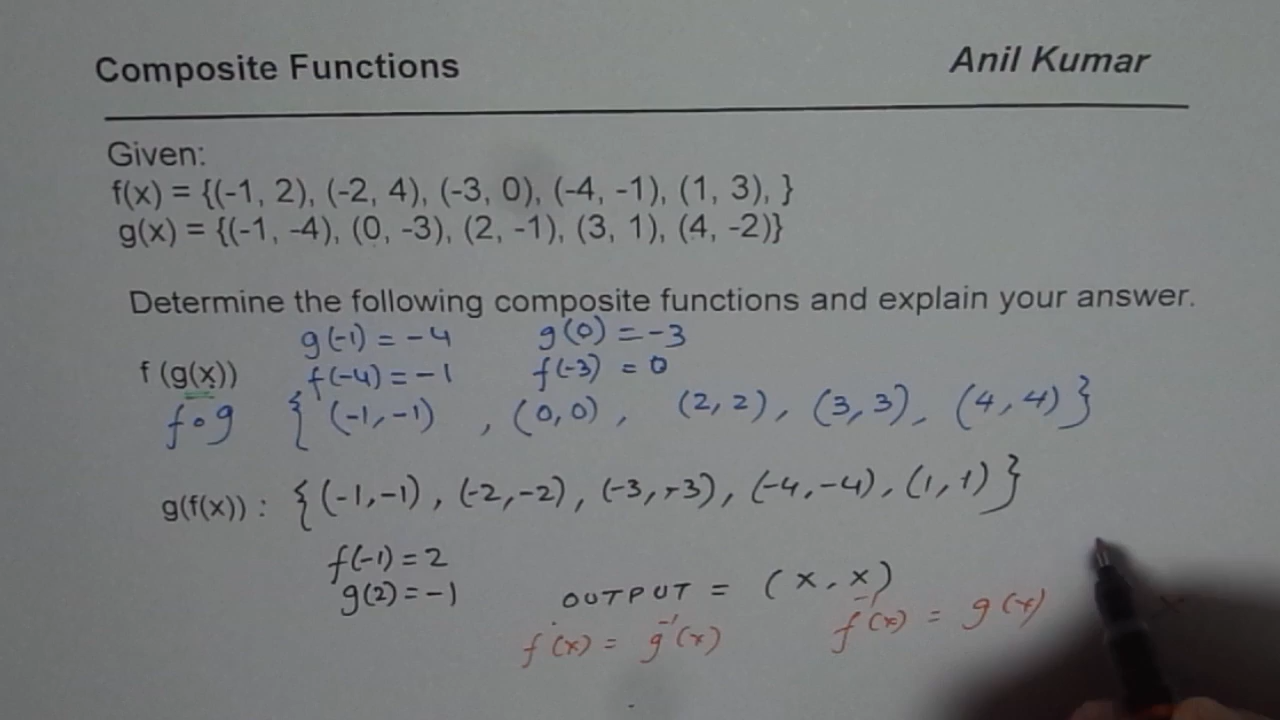 Composite Functions Anil Kumar
Given:
f(x) = {(-1, 2), (-2, 4), (-3, 0), (-4, -1), (1, 3), }
g(x) = {(-1, -4), (0, -3), (2, -1), (3, 1), (4, -2)}
Determine the following composite functions and explain your answer.
g(-1) = -4 g(0) = -3
f (g(x)) f(-4) = -1 f(-3) = 0
f∘g { (-1,-1) , (0,0) , (2,2) , (3,3) , (4,4) }
g(f(x)) : { (-1,-1) , (-2,-2) , (-3,-3) , (-4,-4) , (1,1) }
f(-1) = 2
g(2) = -1
OUTPUT = (x,x)
f(x) = g⁻¹(x) f⁻¹(x) = g(x)